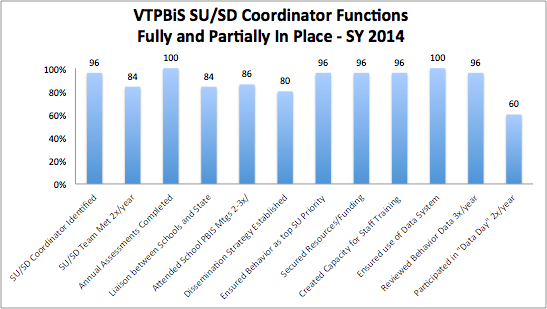 VTPBiS SU/SD Coordinator Functions
Fully and Partially In Place - SY 2014
96
84
100
84
86
80
96
96
96
100
96
60
100%
80%
60%
40%
20%
0%
SU/SD Coordinator Identified
SU/SD Team Met 2x/year
Annual Assessments Completed
Liaison between Schools and State
Attended School PBIS Mtgs 2-3x/
Dissemination Strategy Established
Ensured Behavior as top SU Priority
Secured Resources/Funding
Created Capacity for Staff Training
Ensured use of Data System
Reviewed Behavior Data 3x/year
Participated in "Data Day" 2x/year